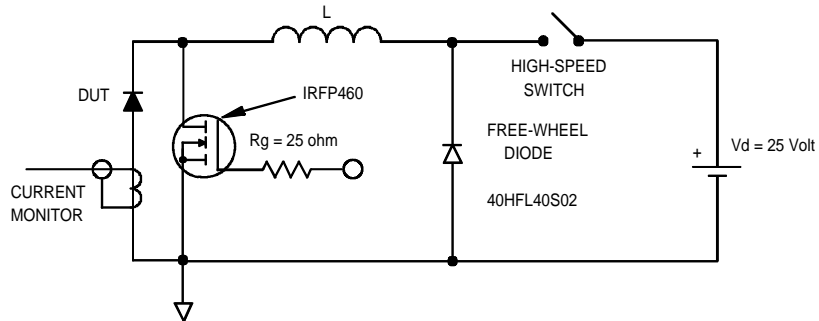 L
HIGH-SPEED
SWITCH
DUT
IRFP460
Rg = 25 ohm
FREE-WHEEL
DIODE
+
Vd = 25 Volt
40HFL40S02
CURRENT
MONITOR